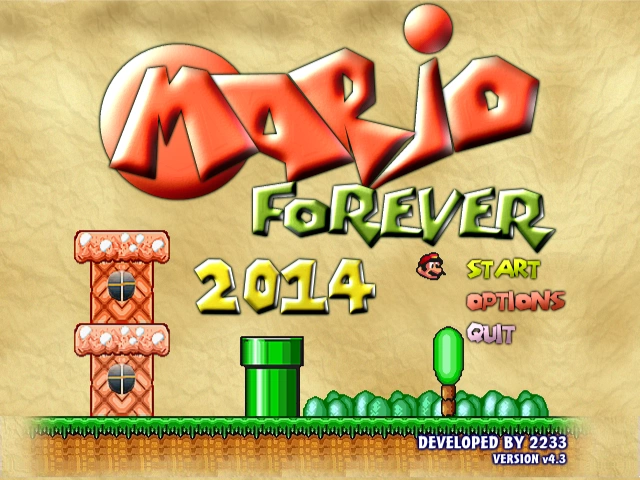 MARIO
FOREVER
2014
START
OPTIONS
QUIT
DEVELOPED BY 2233
VERSION v4.3